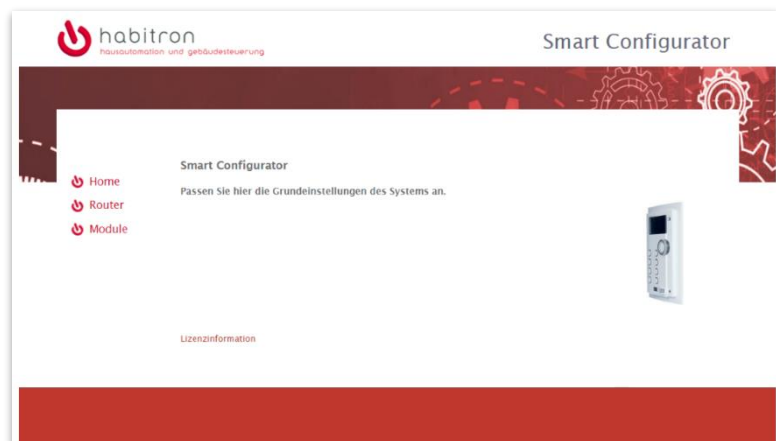 habitron
hausautomation und gebäudesteuerung
Smart Configurator
Smart Configurator
Passen Sie hier die Grundeinstellungen des Systems an.
Home
Router
Module
Lizenzinformation